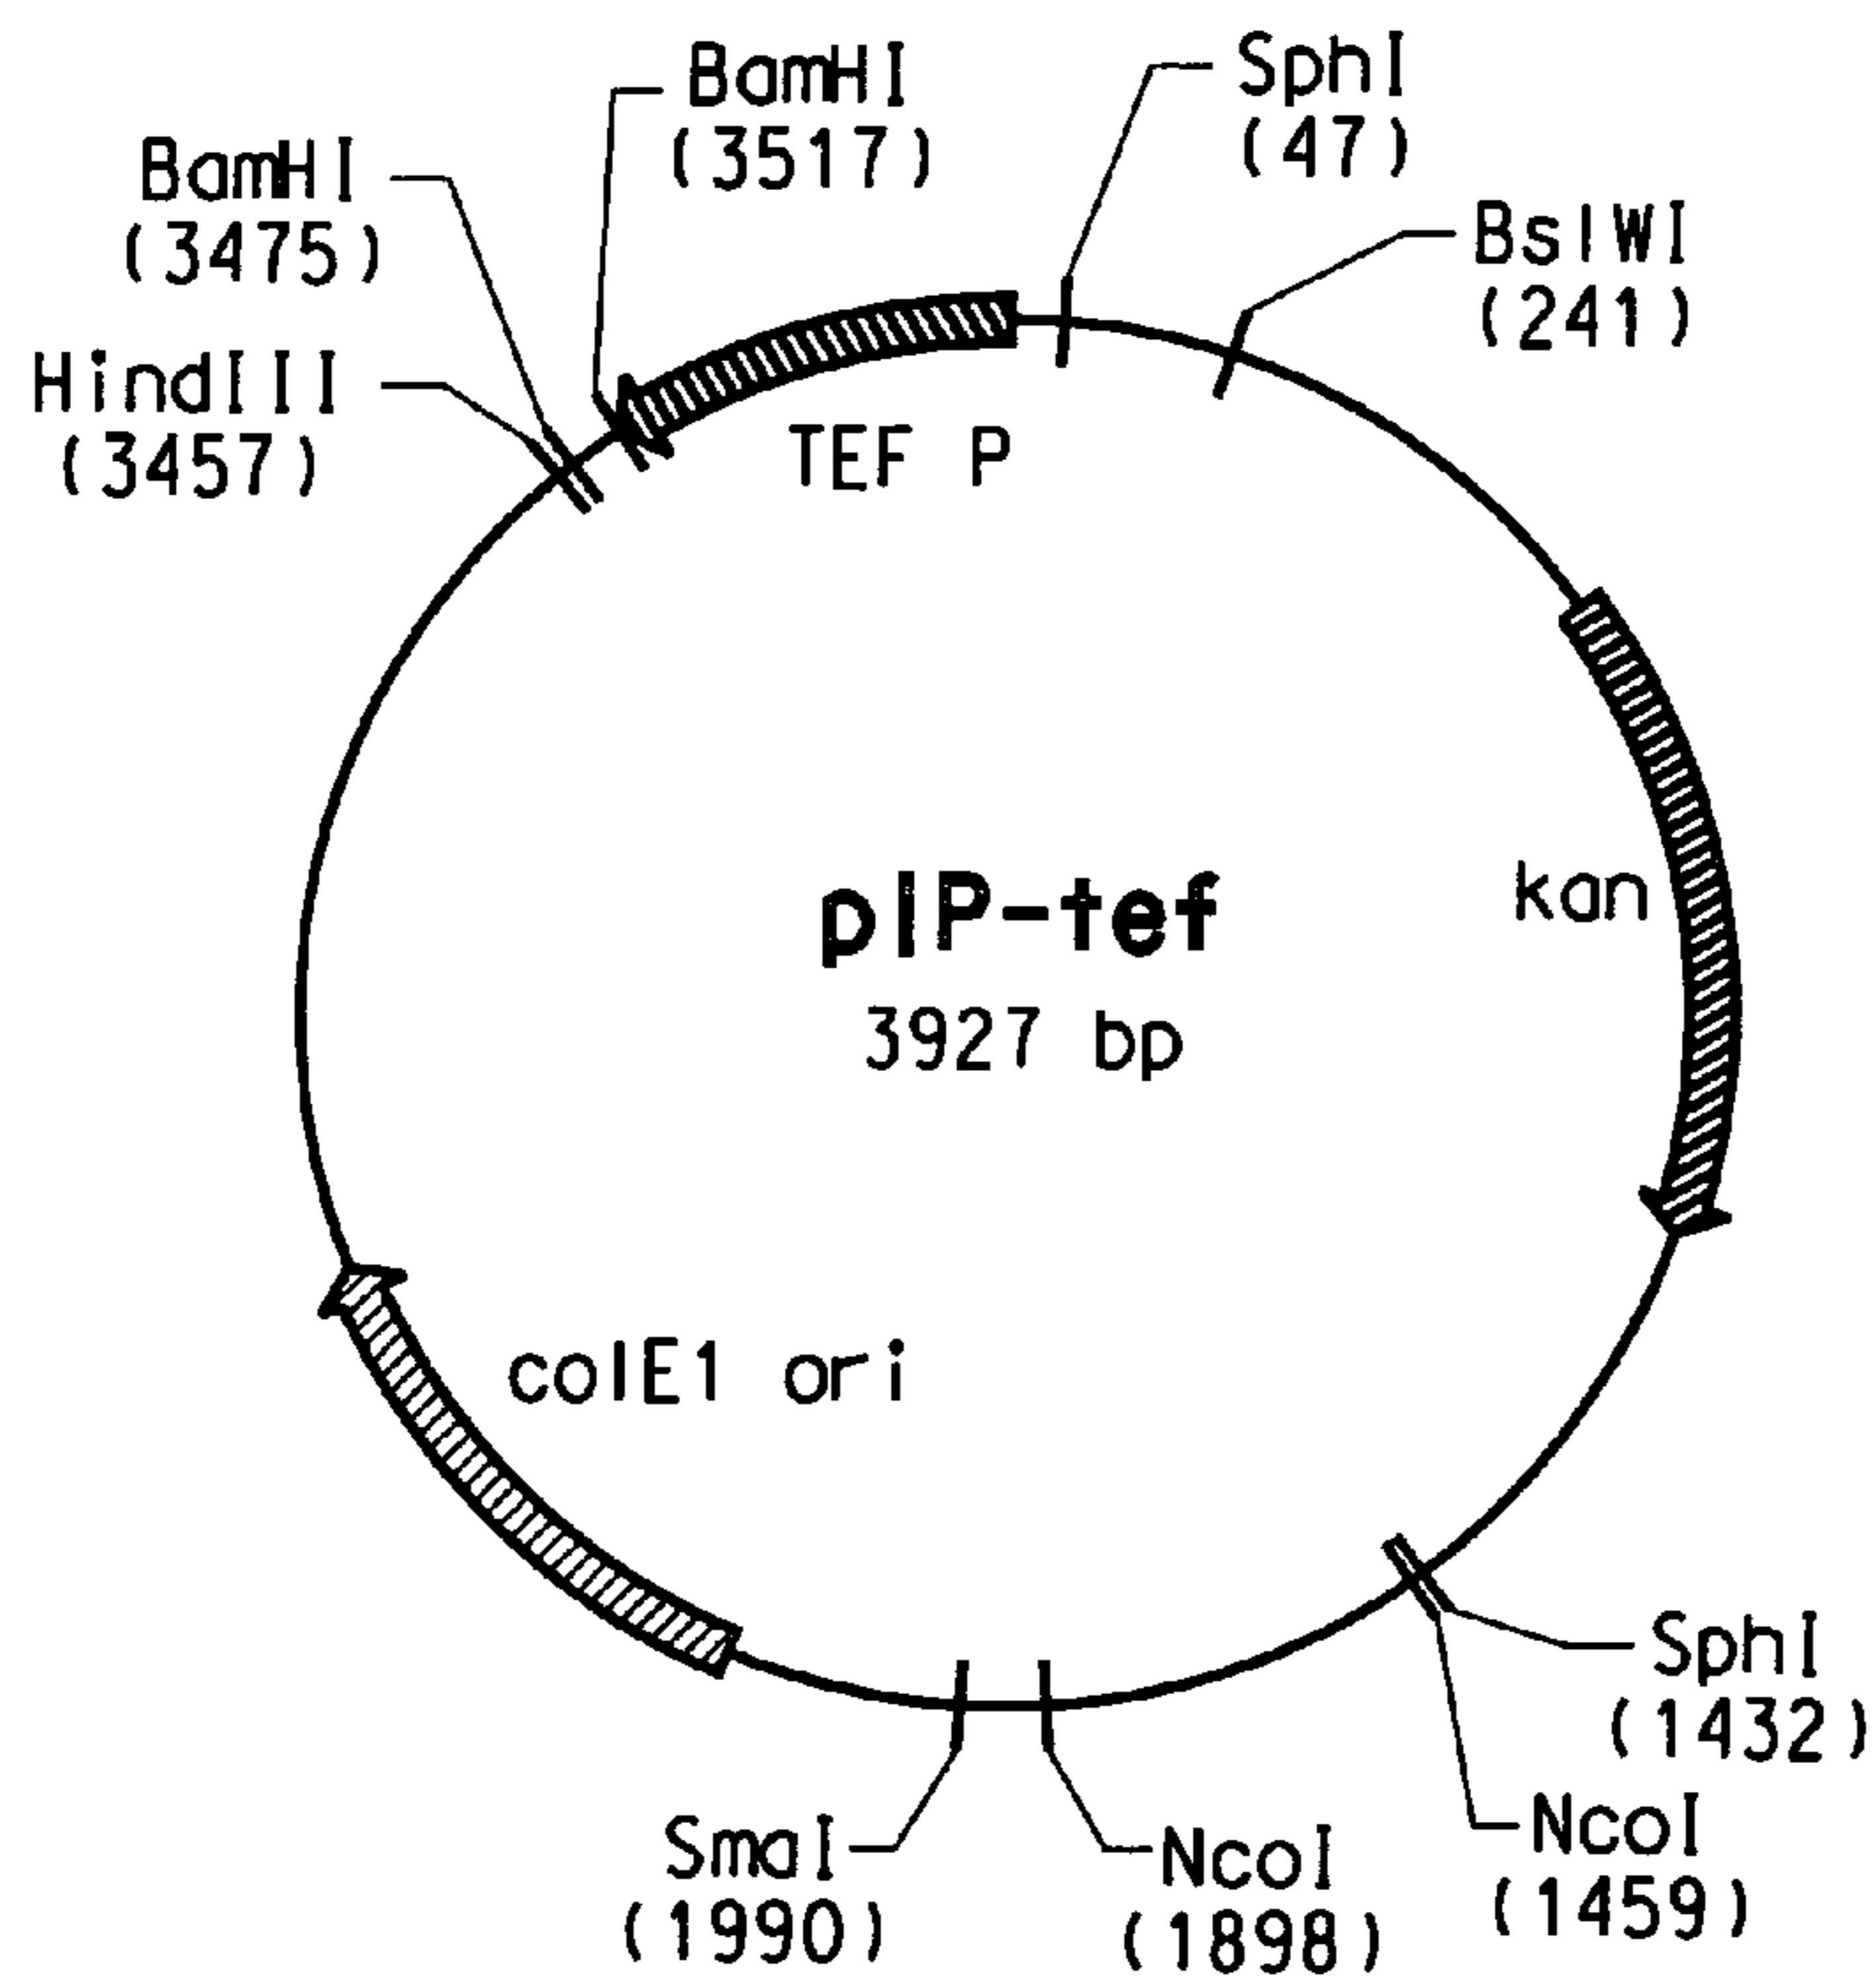 BamHI
(3517)
SphI
(47)
BamHI
(3475)
BsIWI
(241)
HindIII
(3457)
TEF P
kan
pIP-tef
3927 bp
colE1 ori
SphI
(1432)
NcoI
(1459)
SmaI
(1990)
NcoI
(1898)